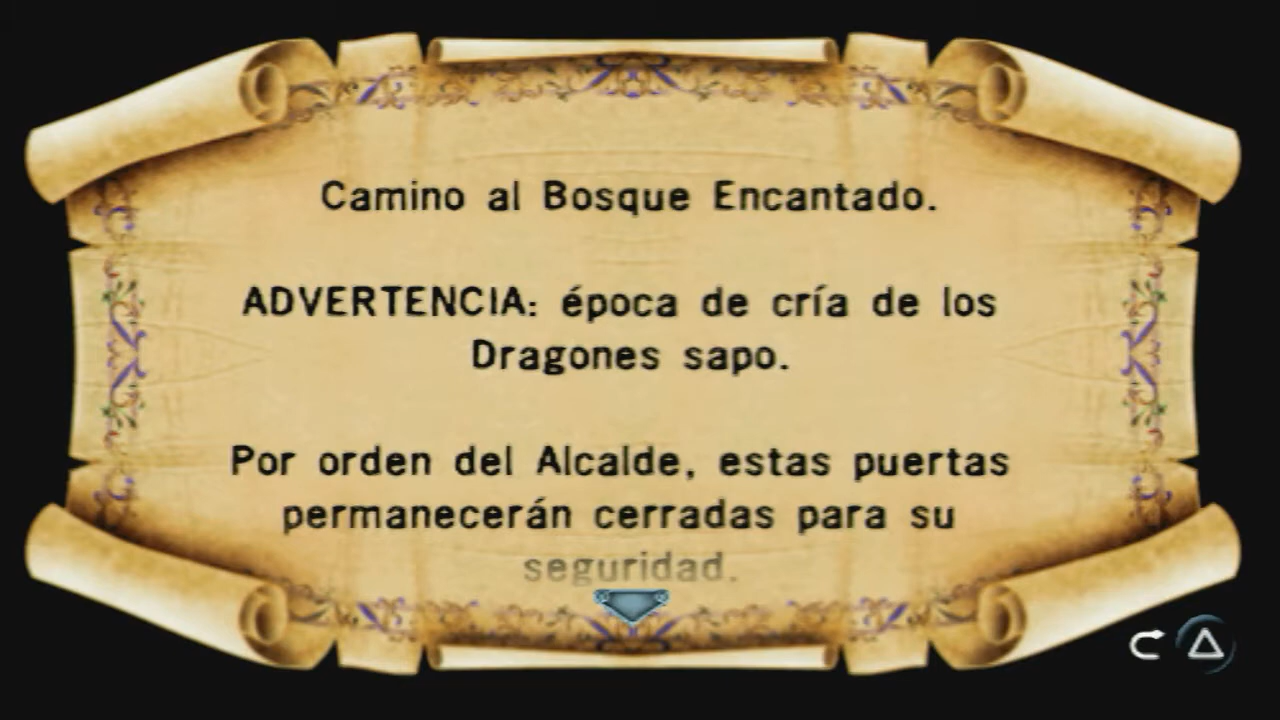 Camino al Bosque Encantado.
ADVERTENCIA: época de cría de los
Dragones sapo.
Por orden del Alcalde, estas puertas
permanecerán cerradas para su
seguridad.